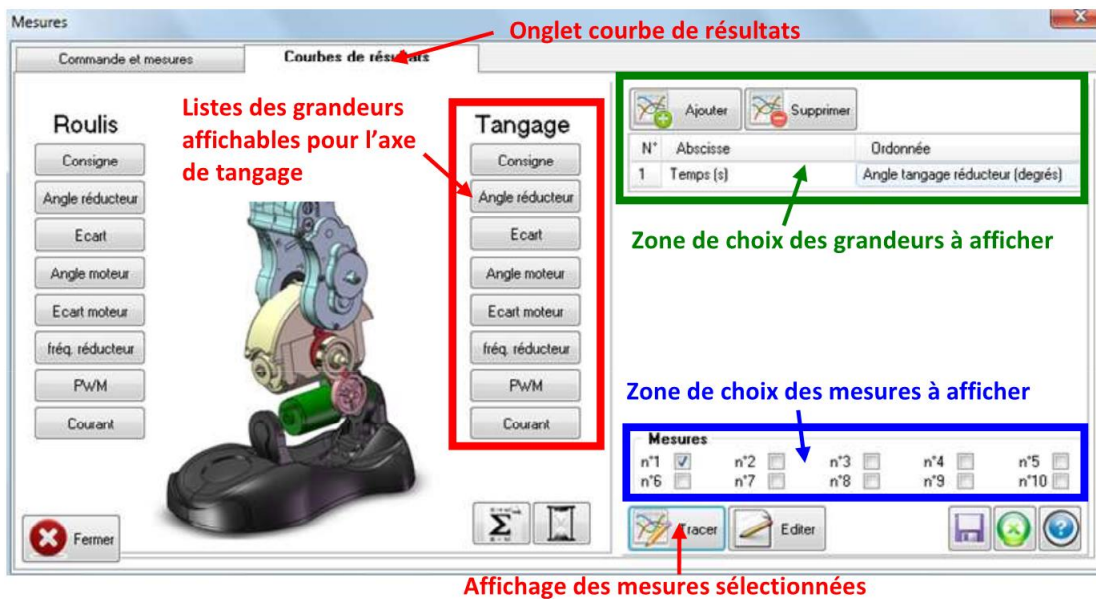 Mesures
Onglet courbe de résultats
Commande et mesures
Courbes de résultats
Listes des grandeurs
affichables pour l'axe
de tangage
Roulis
Consigne
Angle réducteur
Ecart
Angle moteur
Ecart moteur
fréq. réducteur
PWM
Courant
Tangage
Consigne
Angle réducteur
Ecart
Angle moteur
Ecart moteur
fréq. réducteur
PWM
Courant
Ajouter
Supprimer
N° Abscisse Ordonnée
1 Temps (s) Angle tangage réducteur (degrés)
Zone de choix des grandeurs à afficher
Zone de choix des mesures à afficher
Mesures
n°1 n°2 n°3 n°4 n°5
n°6 n°7 n°8 n°9 n°10
Fermer
Tracer
Editer
Affichage des mesures sélectionnées